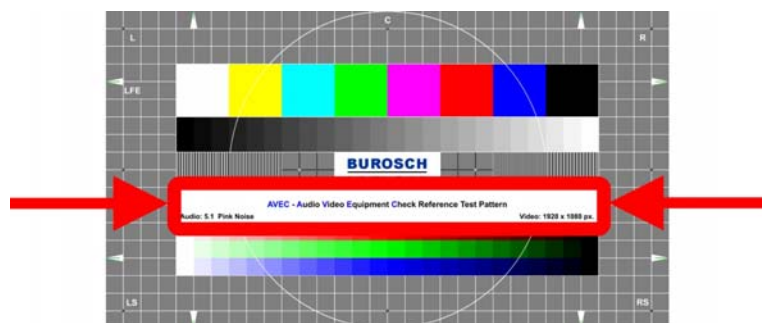 C
L R
LFE
BUROSCH
AVEC - Audio Video Equipment Check Reference Test Pattern
Audio: 5.1 Pink Noise Video: 1920 x 1080 px.
LS RS